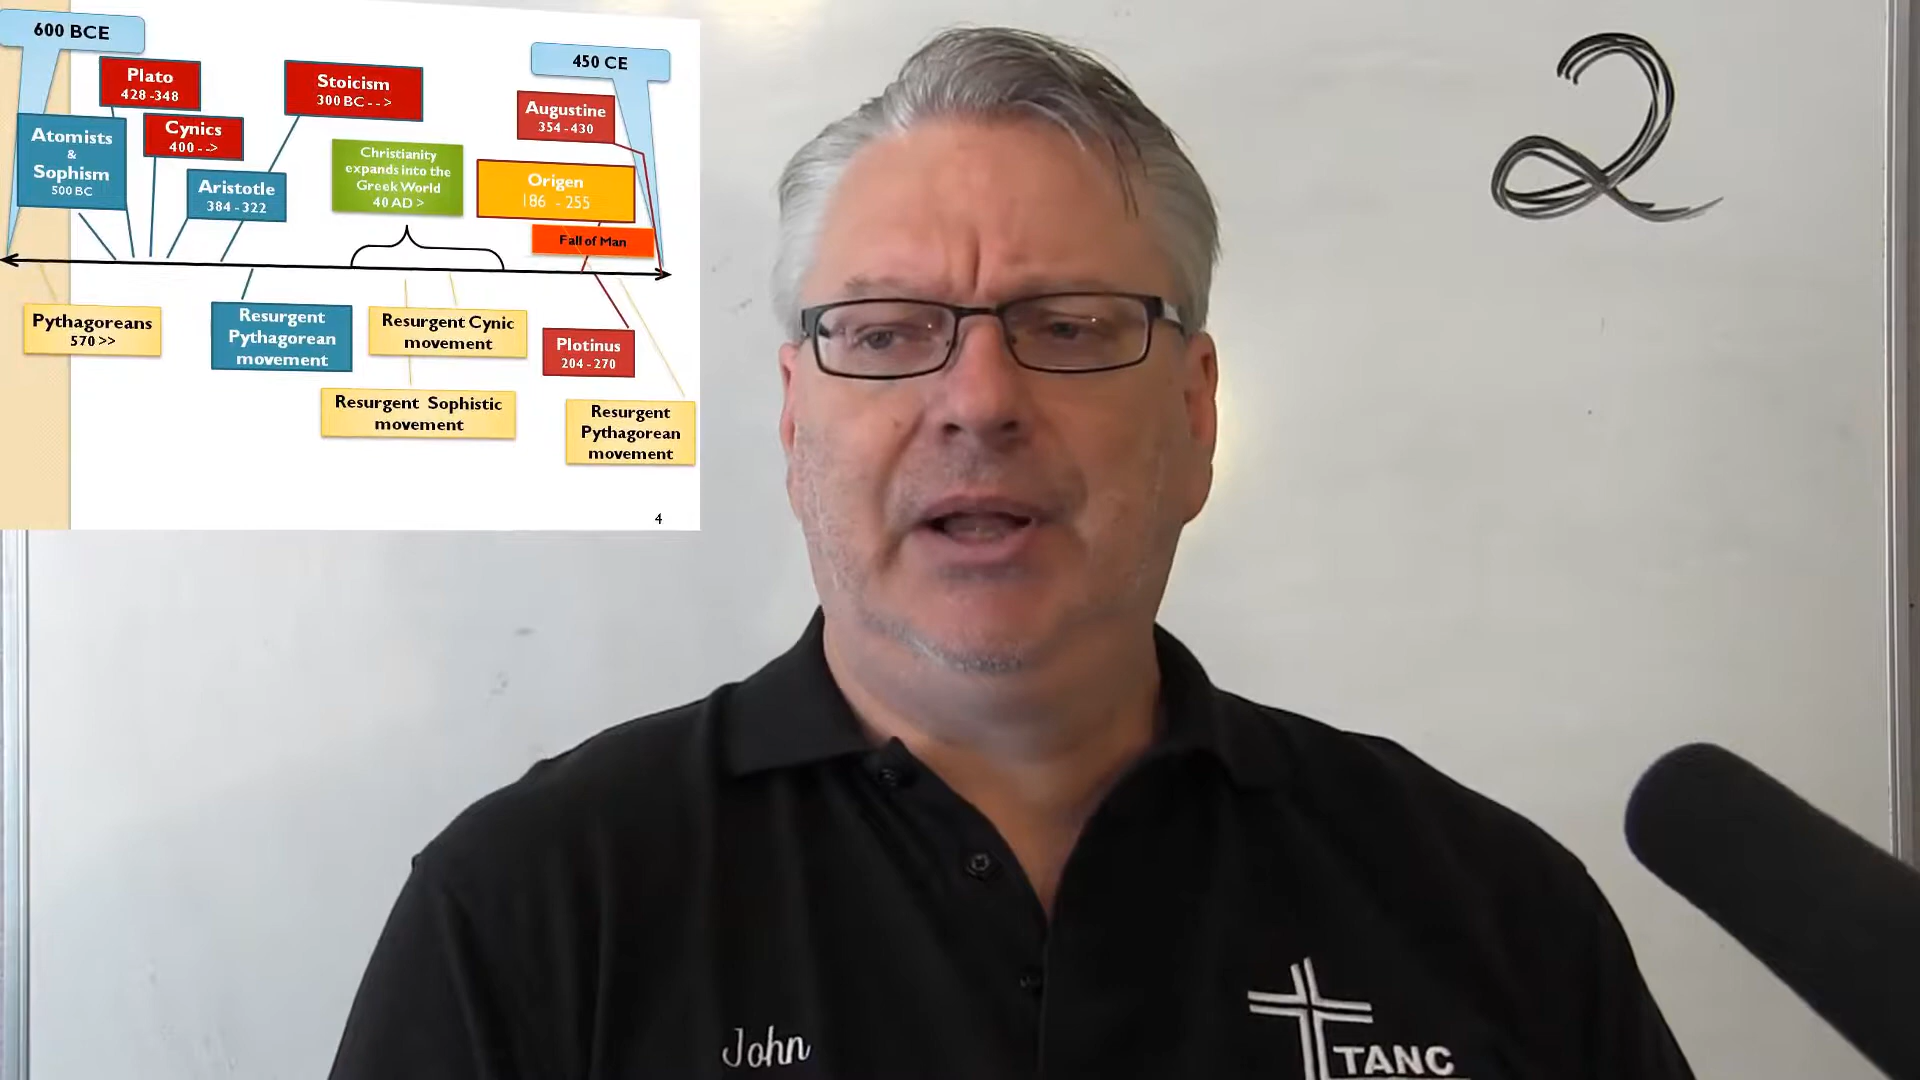 600 BCE
450 CE
Plato
428 -348
Stoicism
300 BC - - >
Augustine
354 - 430
Atomists
&
Sophism
500 BC
Cynics
400 - ->
Christianity
expands into the
Greek World
40 AD >
Aristotle
384 - 322
Origen
186 - 255
Fall of Man
Pythagoreans
570 >>
Resurgent
Pythagorean
movement
Resurgent Cynic
movement
Plotinus
204 - 270
Resurgent Sophistic
movement
Resurgent
Pythagorean
movement
4
2
John
TANC